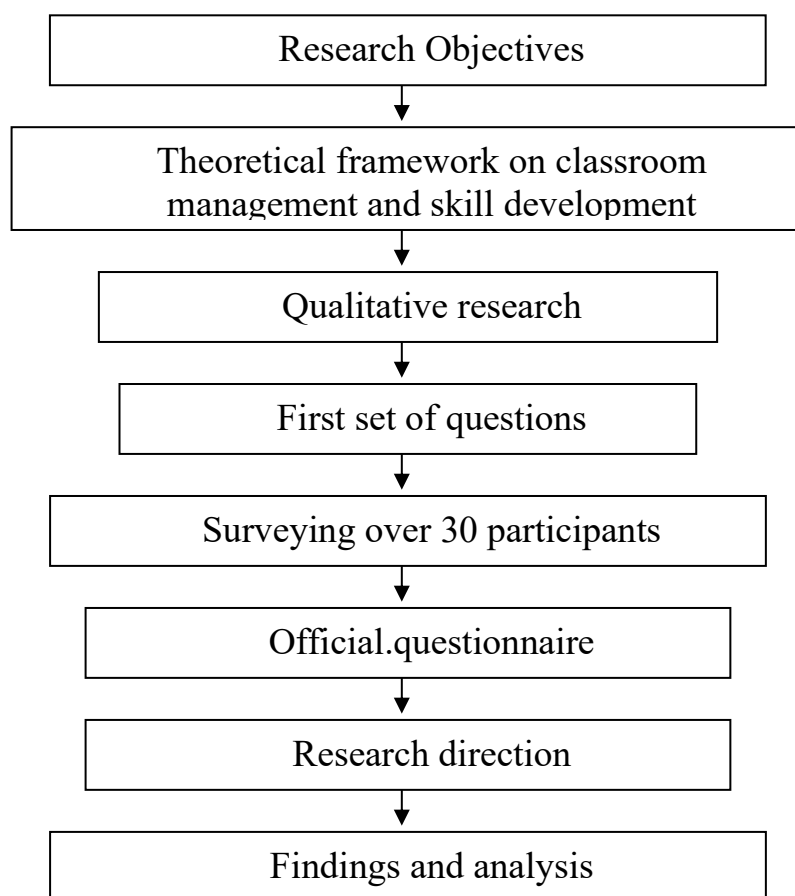 Research Objectives
Theoretical framework on classroom
management and skill development
Qualitative research
First set of questions
Surveying over 30 participants
Official.questionnaire
Research direction
Findings and analysis